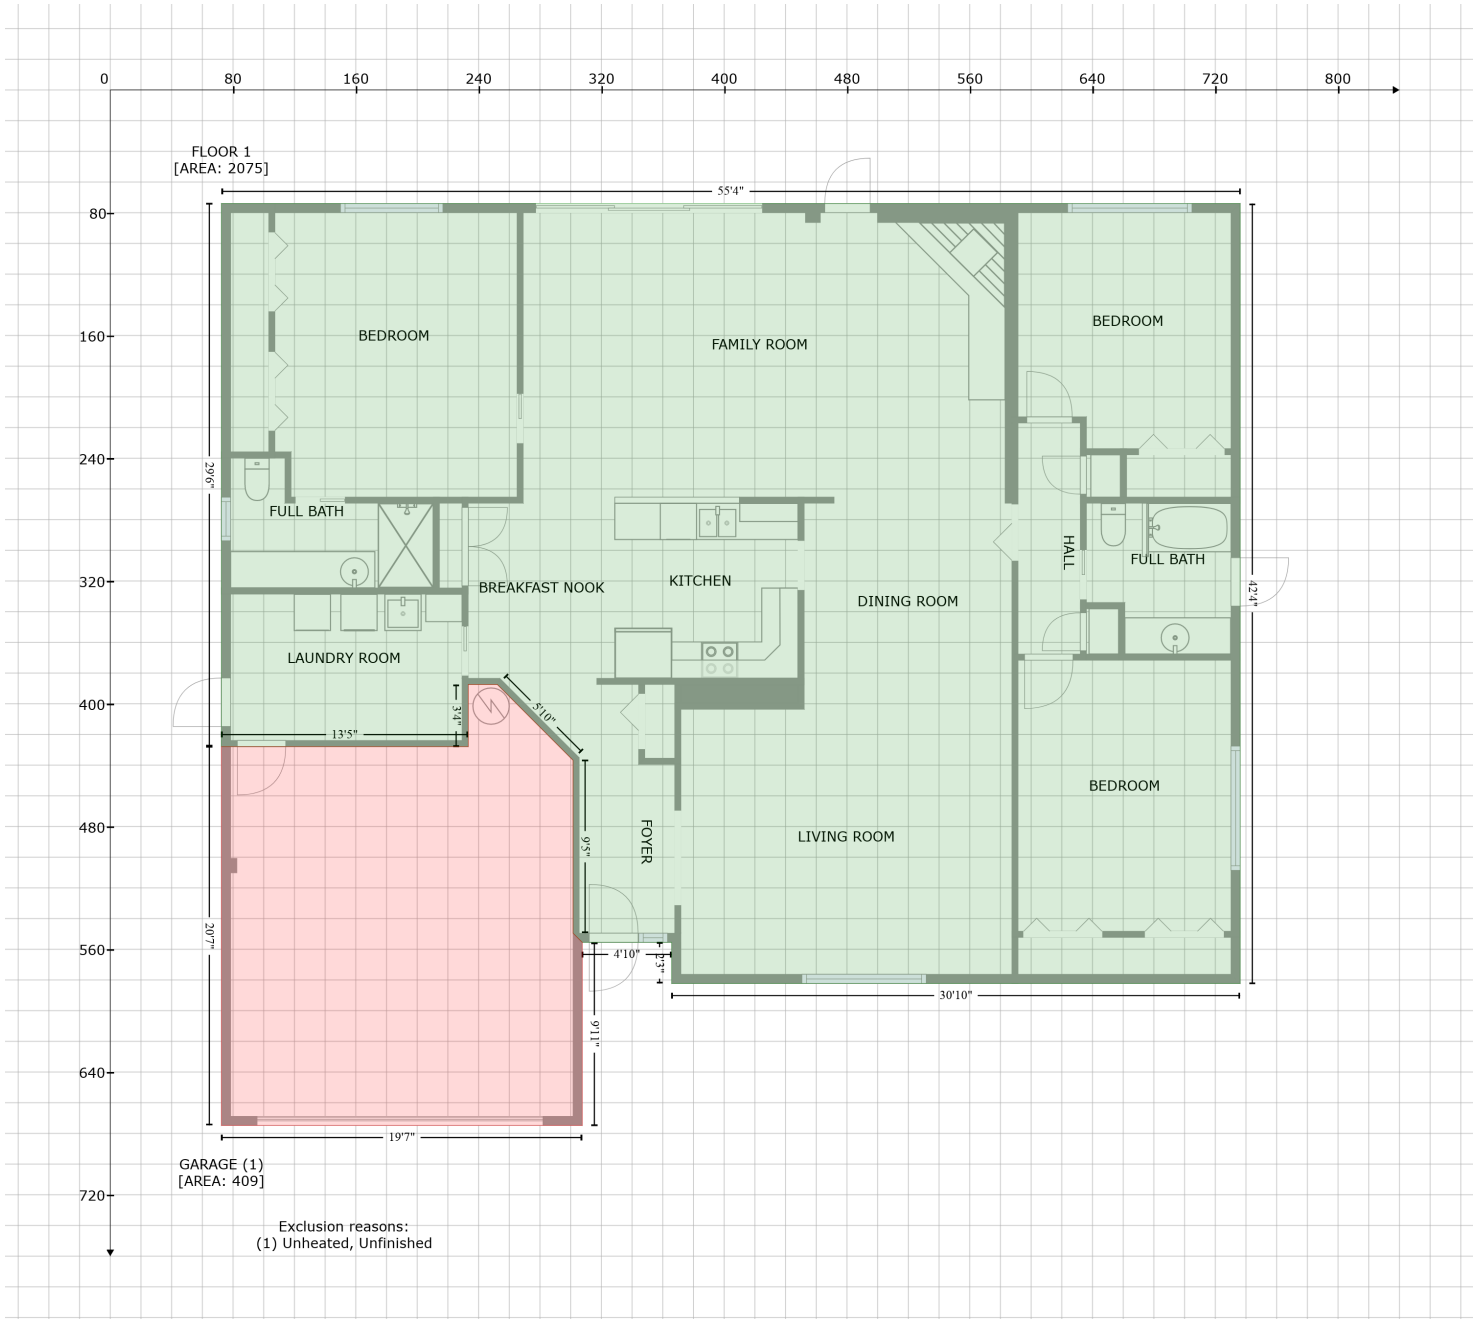 0 80 160 240 320 400 480 560 640 720 800
FLOOR 1
[AREA: 2075]
55'4"
80
160
240
320
400
480
560
640
720
BEDROOM
FAMILY ROOM
BEDROOM
29'6"
FULL BATH
HALL
FULL BATH
BREAKFAST NOOK
KITCHEN
DINING ROOM
42'4"
LAUNDRY ROOM
3'4"
5'10"
13'5"
BEDROOM
9'5"
FOYER
LIVING ROOM
20'7"
4'10"
2'3"
30'10"
9'11"
19'7"
GARAGE (1)
[AREA: 409]
Exclusion reasons:
(1) Unheated, Unfinished